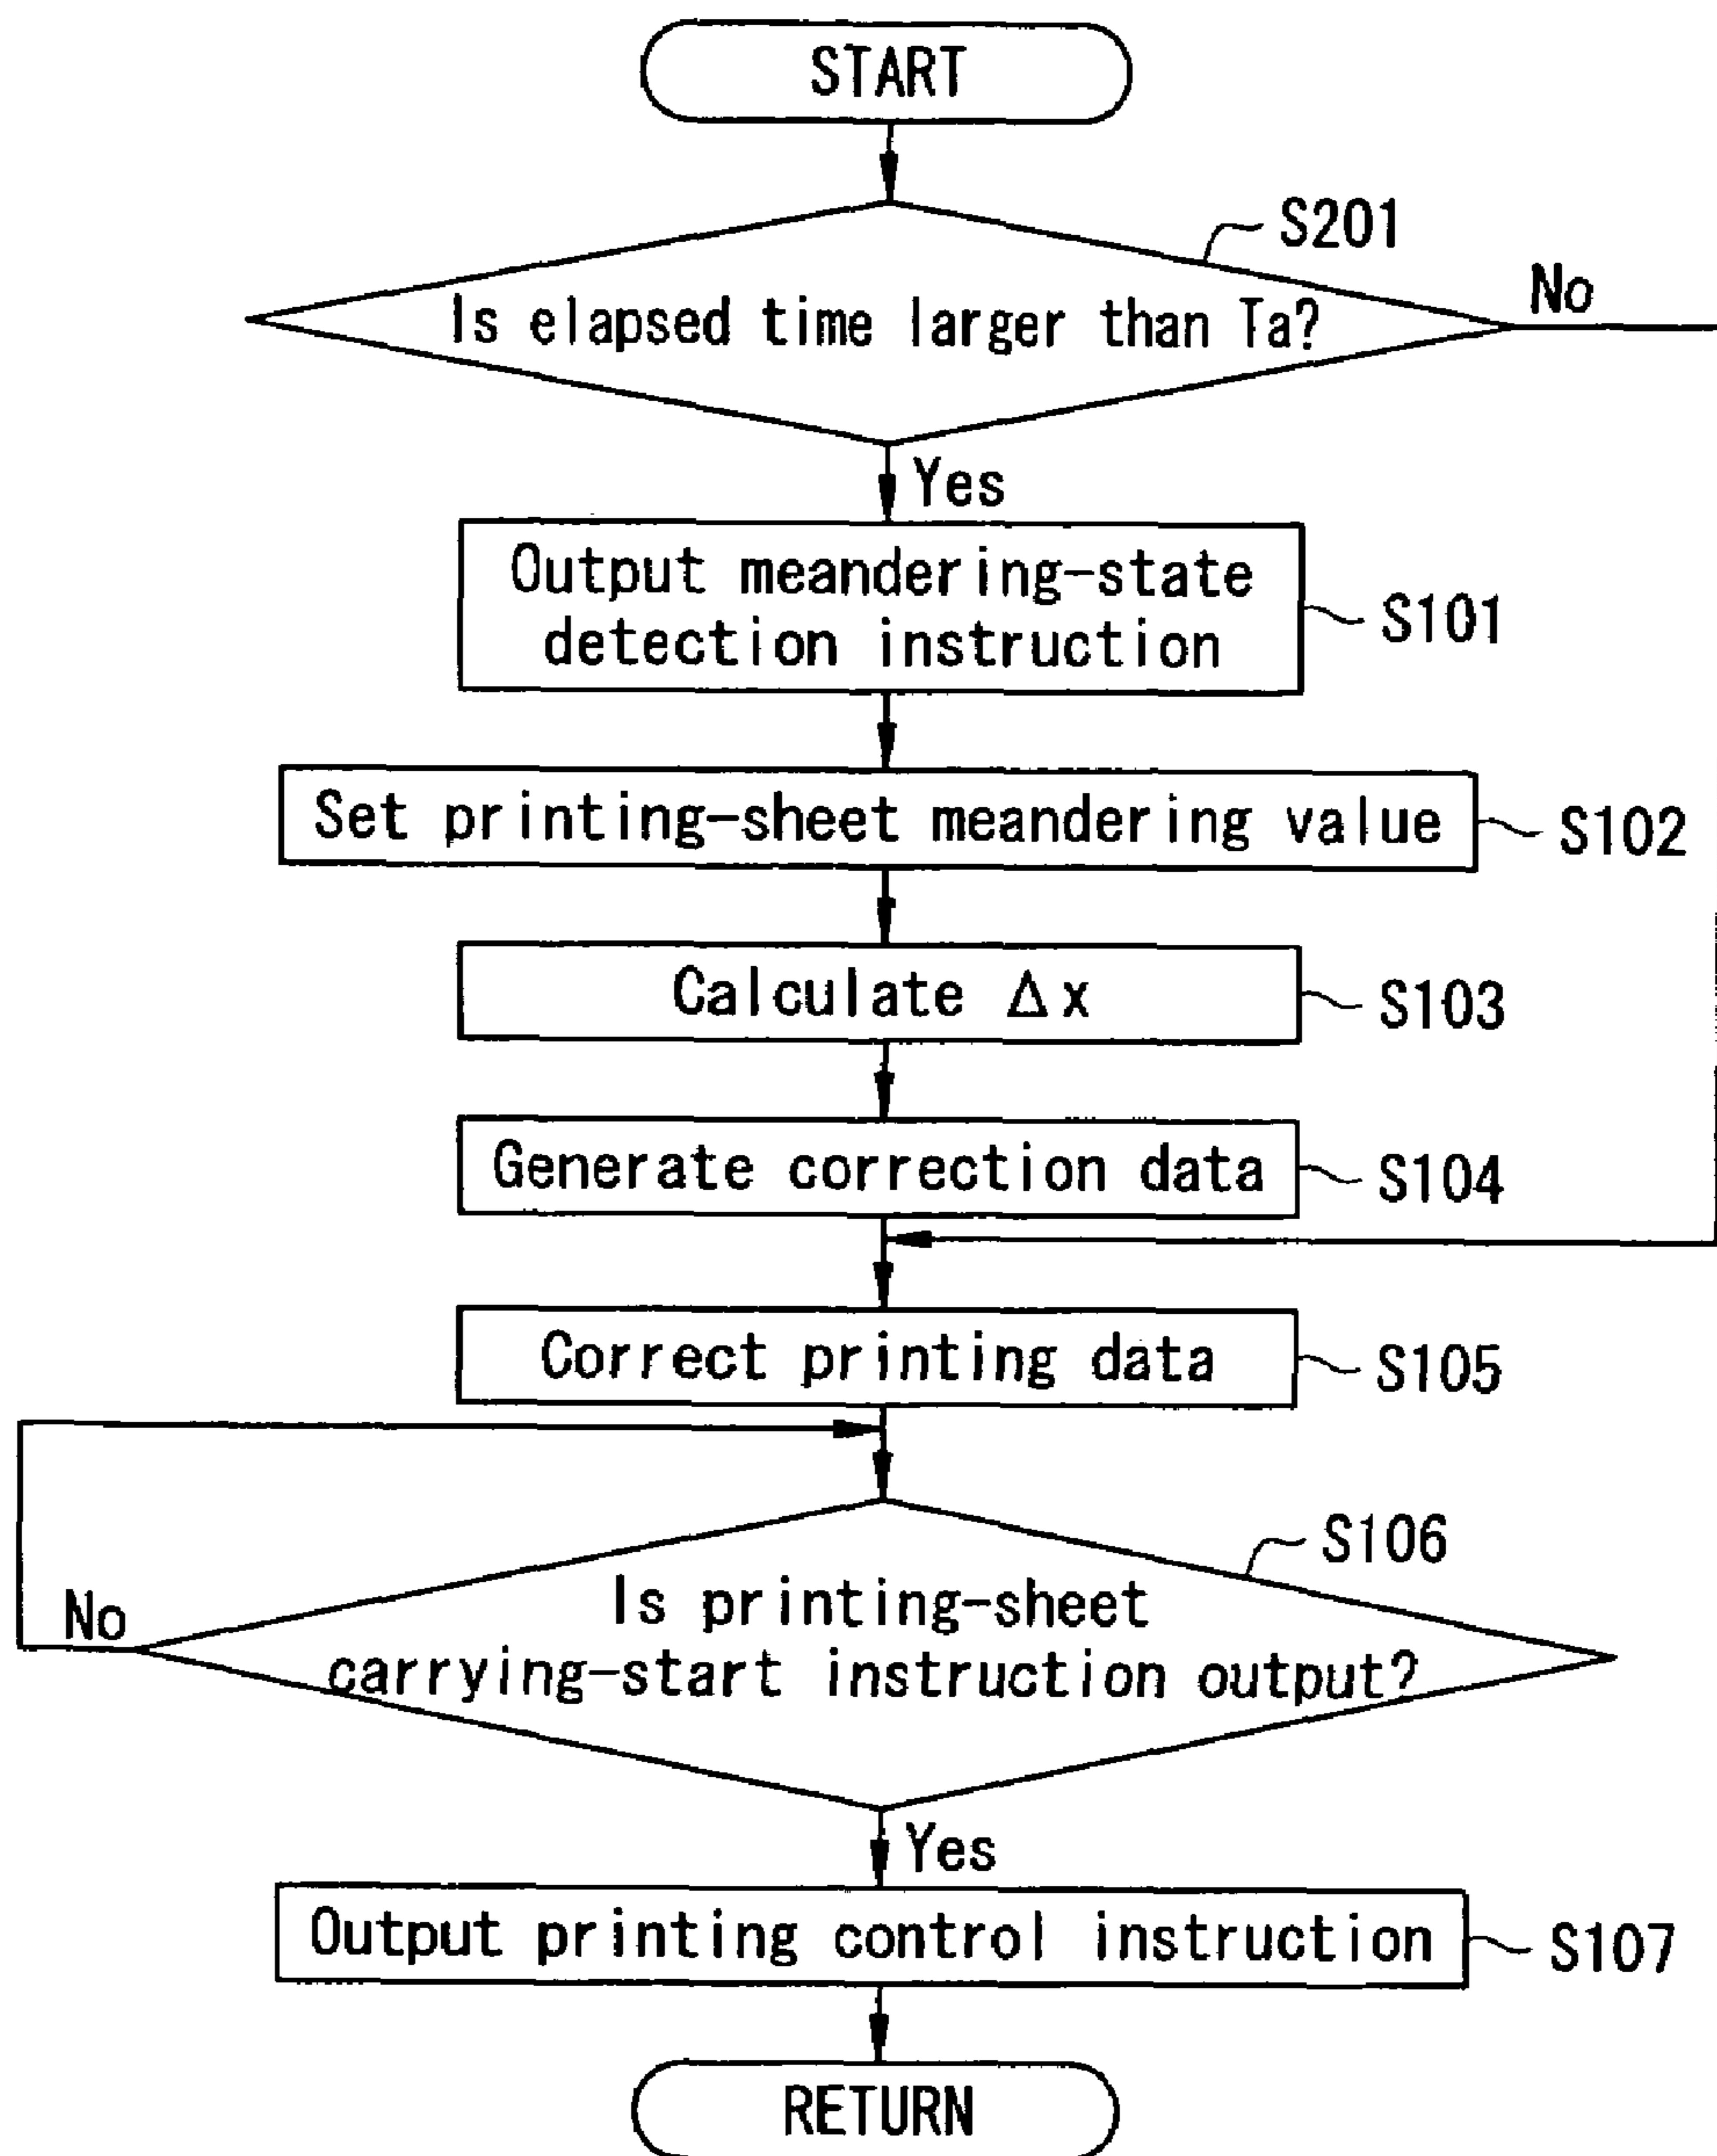 START
S201
Is elapsed time larger than Ta?
No
Yes
Output meandering-state
detection instruction
S101
Set printing-sheet meandering value
S102
Calculate Δx
S103
Generate correction data
S104
Correct printing data
S105
S106
Is printing-sheet
carrying-start instruction output?
No
Yes
Output printing control instruction
S107
RETURN